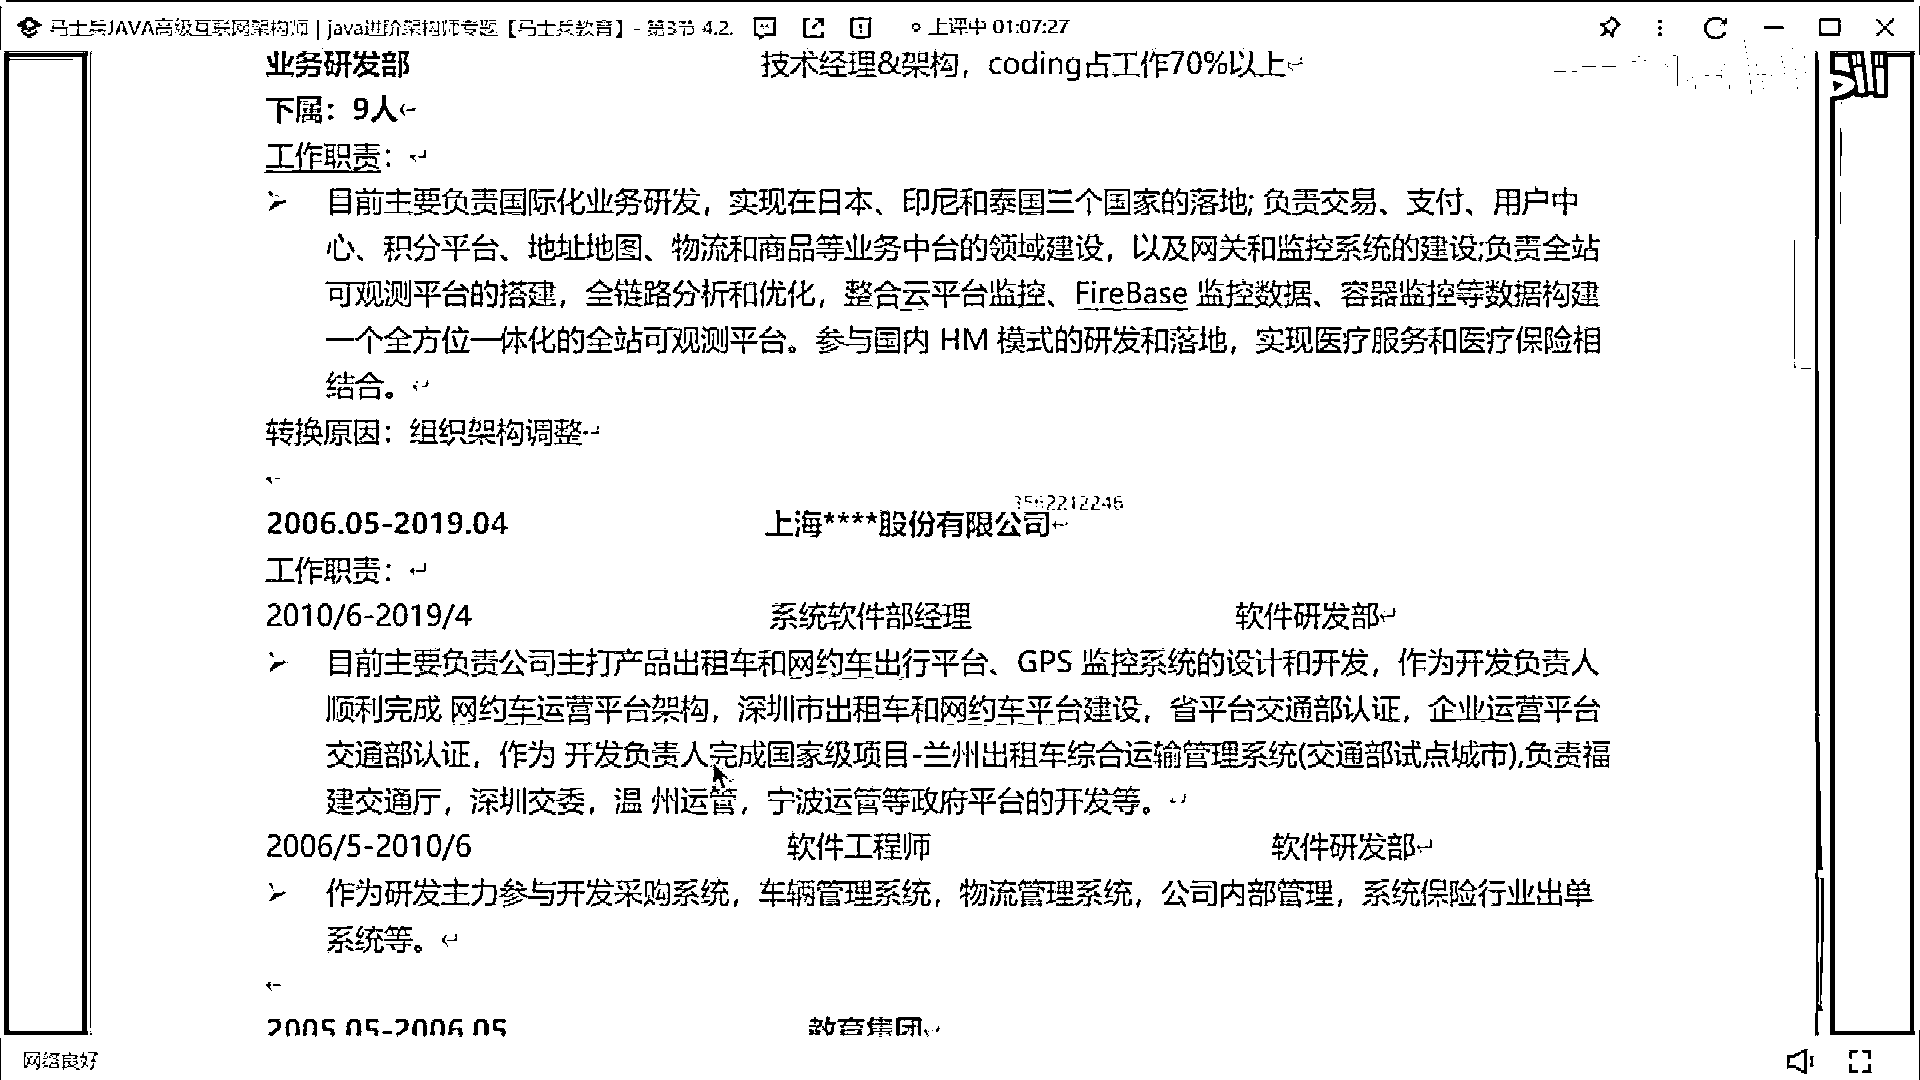 马士兵JAVA高级互联网架构师 | java进阶架构师专题【马士兵教育】- 第3节 4.2. 上课中 01:07:27
业务研发部 技术经理&架构，coding占工作70%以上
下属：9人
工作职责：
目前主要负责国际化业务研发，实现在日本、印尼和泰国三个国家的落地; 负责交易、支付、用户中
心、积分平台、地址地图、物流和商品等业务中台的领域建设，以及网关和监控系统的建设;负责全站
可观测平台的搭建，全链路分析和优化，整合云平台监控、FireBase 监控数据、容器监控等数据构建
一个全方位一体化的全站可观测平台。参与国内 HM 模式的研发和落地，实现医疗服务和医疗保险相
结合。
转换原因：组织架构调整
3562212246
2006.05-2019.04 上海****股份有限公司
工作职责：
2010/6-2019/4 系统软件部经理 软件研发部
目前主要负责公司主打产品出租车和网约车出行平台、GPS 监控系统的设计和开发，作为开发负责人
顺利完成 网约车运营平台架构，深圳市出租车和网约车平台建设，省平台交通部认证，企业运营平台
交通部认证，作为 开发负责人完成国家级项目-兰州出租车综合运输管理系统(交通部试点城市),负责福
建交通厅，深圳交委，温 州运管，宁波运管等政府平台的开发等。
2006/5-2010/6 软件工程师 软件研发部
作为研发主力参与开发采购系统，车辆管理系统，物流管理系统，公司内部管理，系统保险行业出单
系统等。
2005.05-2006.05 教育集团
网络良好